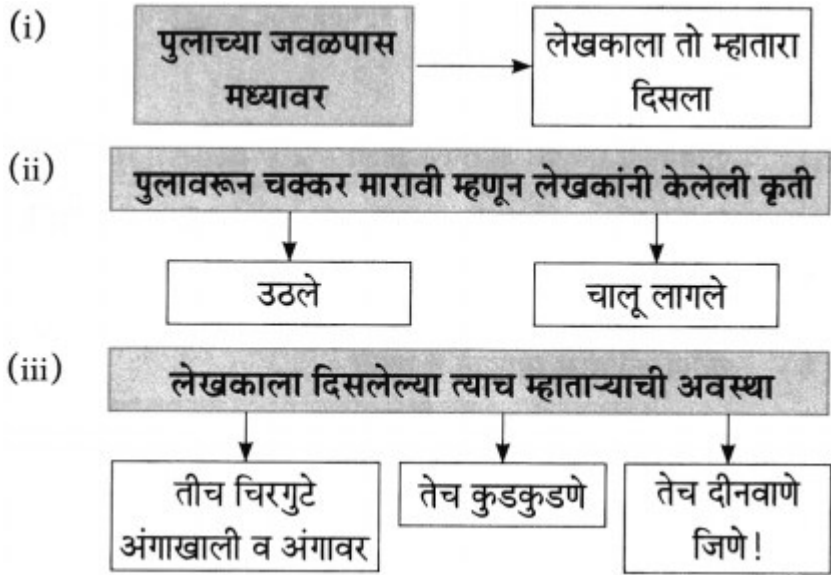 (i)
पुलाच्या जवळपास
मध्यावर
लेखकाला तो म्हातारा
दिसला
(ii)
पुलावरून चक्कर मारावी म्हणून लेखकांनी केलेली कृती
उठले
चालू लागले
(iii)
लेखकाला दिसलेल्या त्याच म्हाताऱ्याची अवस्था
तीच चिरगुटे
अंगाखाली व अंगावर
तेच कुडकुडणे
तेच दीनवाणे
जिणे!